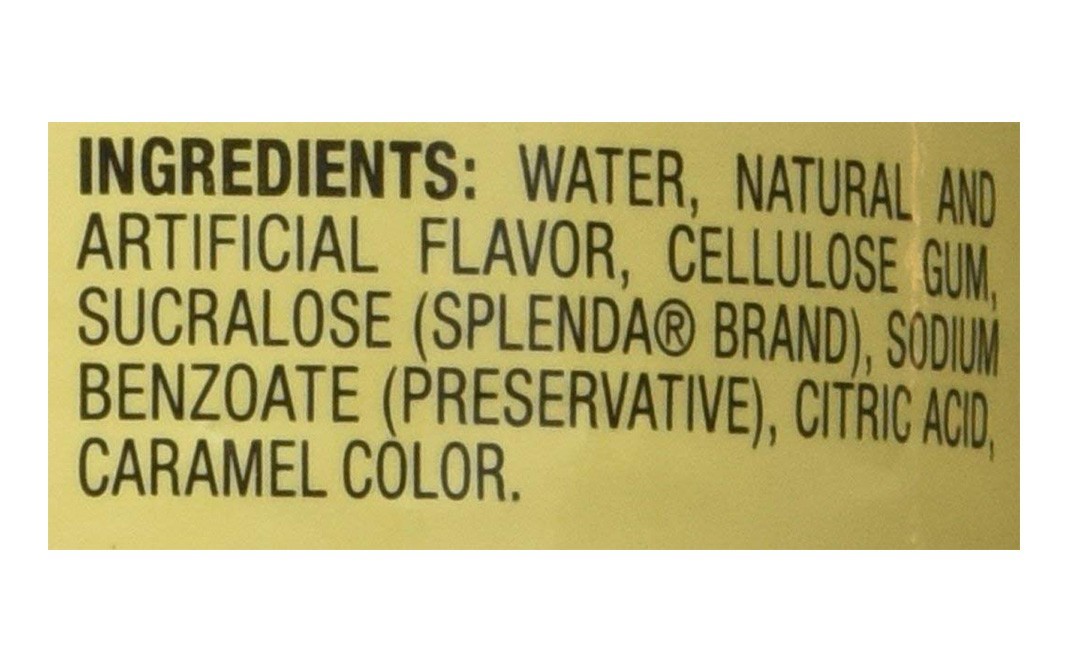 INGREDIENTS: WATER, NATURAL AND
ARTIFICIAL FLAVOR, CELLULOSE GUM,
SUCRALOSE (SPLENDA® BRAND), SODIUM
BENZOATE (PRESERVATIVE), CITRIC ACID,
CARAMEL COLOR.